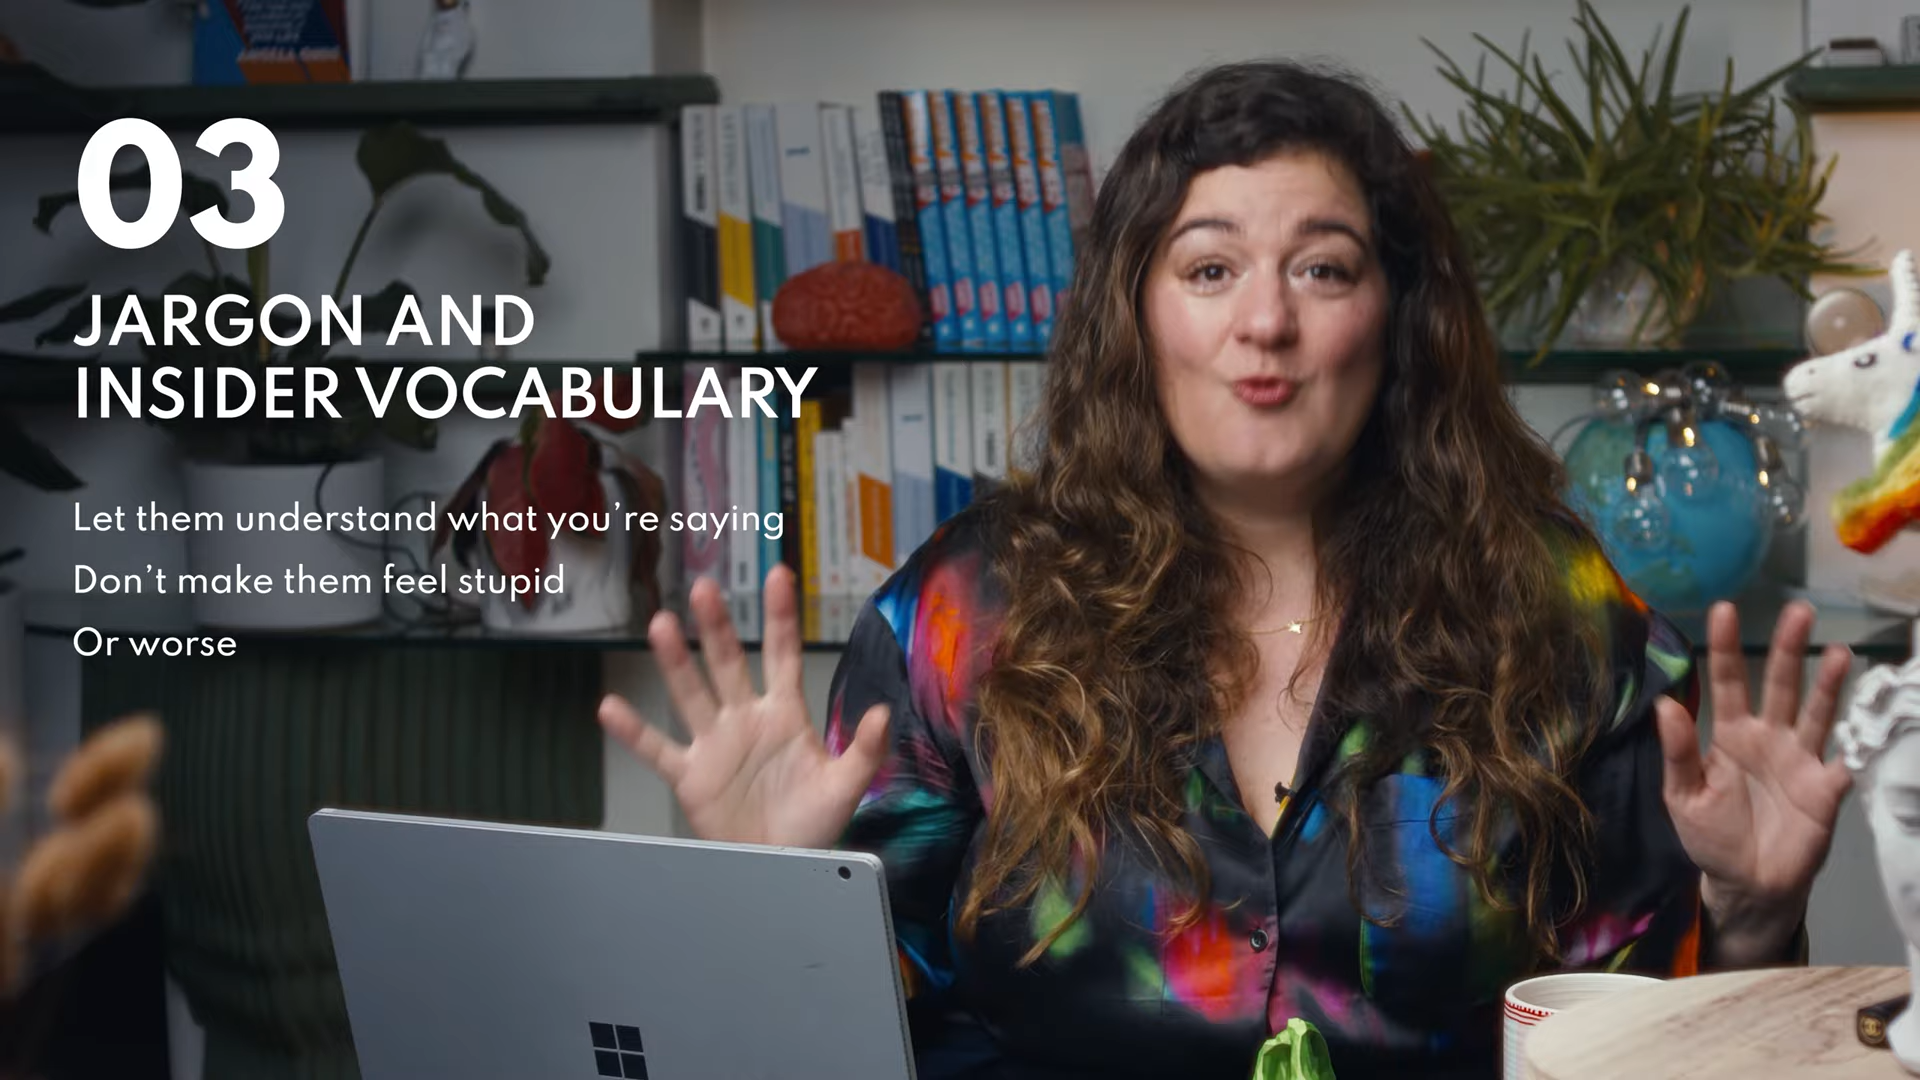 03
JARGON AND
INSIDER VOCABULARY
Let them understand what you’re saying
Don’t make them feel stupid
Or worse